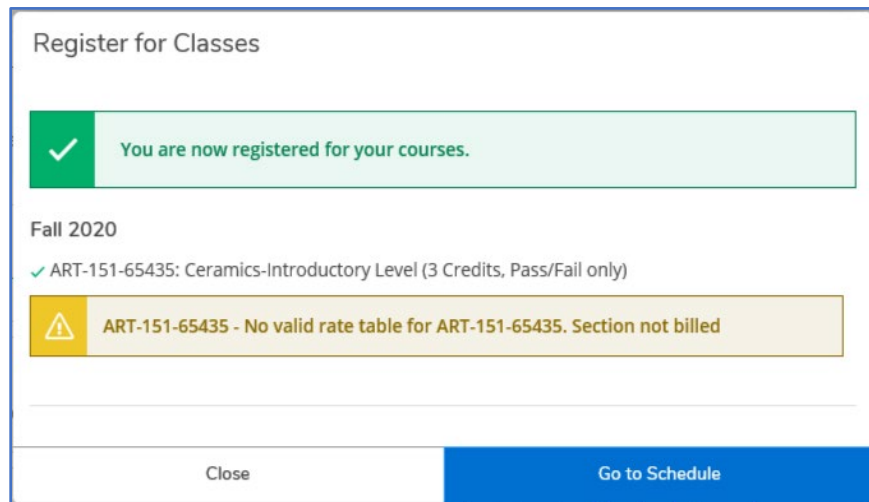 Register for Classes
You are now registered for your courses.
Fall 2020
ART-151-65435: Ceramics-Introductory Level (3 Credits, Pass/Fail only)
ART-151-65435 - No valid rate table for ART-151-65435. Section not billed
Close
Go to Schedule